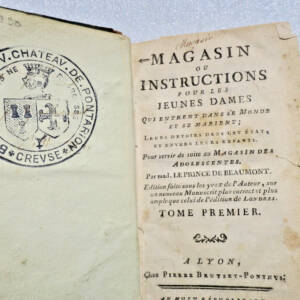 V. CHATEAU DE PONTARION
CREUSE
Magasin
MAGASIN
OU
INSTRUCTIONS
POUR LES
JEUNES DAMES
QUI ENTRENT DANS LE MONDE
ET SE MARIENT;
LEURS DEVOIRS DANS CET ÉTAT,
ET ENVERS LEURS ENFANTS.
Pour servir de suite au MAGASIN DES
ADOLESCENTES.
Par mad. LE PRINCE DE BEAUMONT.
Edition faite sous les yeux de l'Auteur, sur
un nouveau Manuscrit plus correct et plus
ample que celui de l'édition de LONDRES.
TOME PREMIER.
A LYON,
Chez PIERRE BRUYSET-PONTHUS,